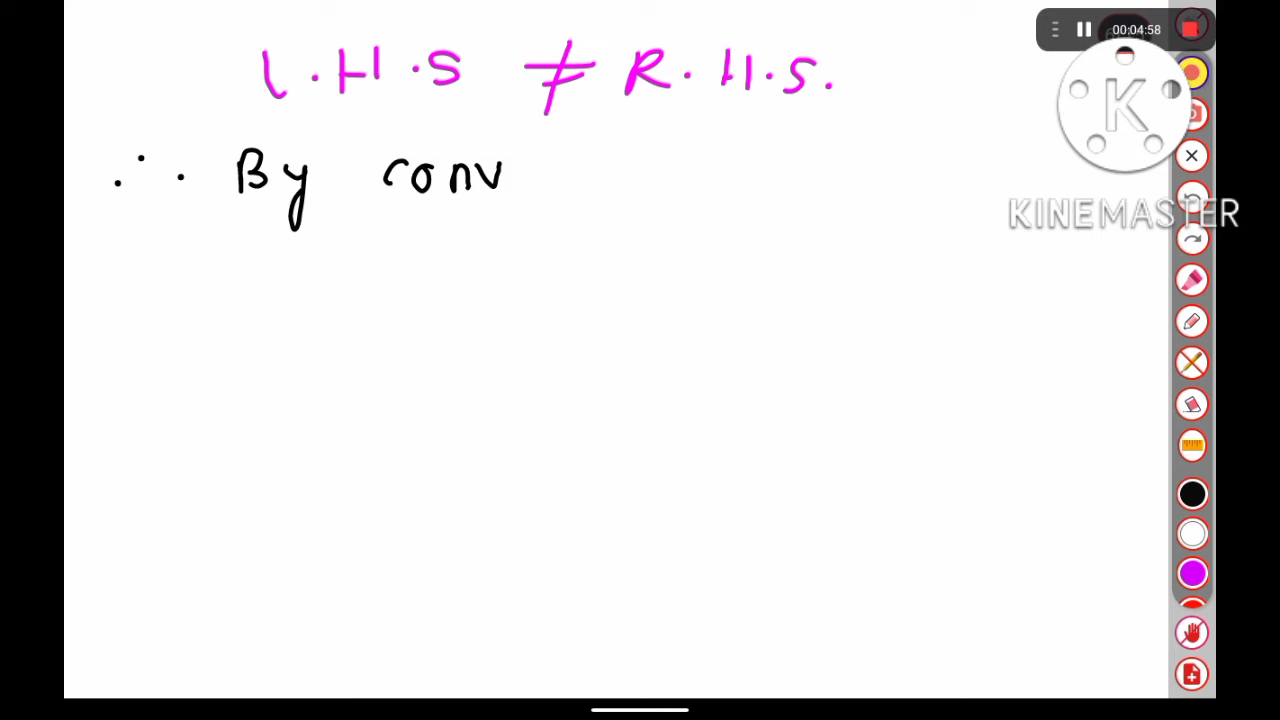 00:04:58
L.H.S ≠ R.H.S.
K
∴ By conv
KINEMASTER